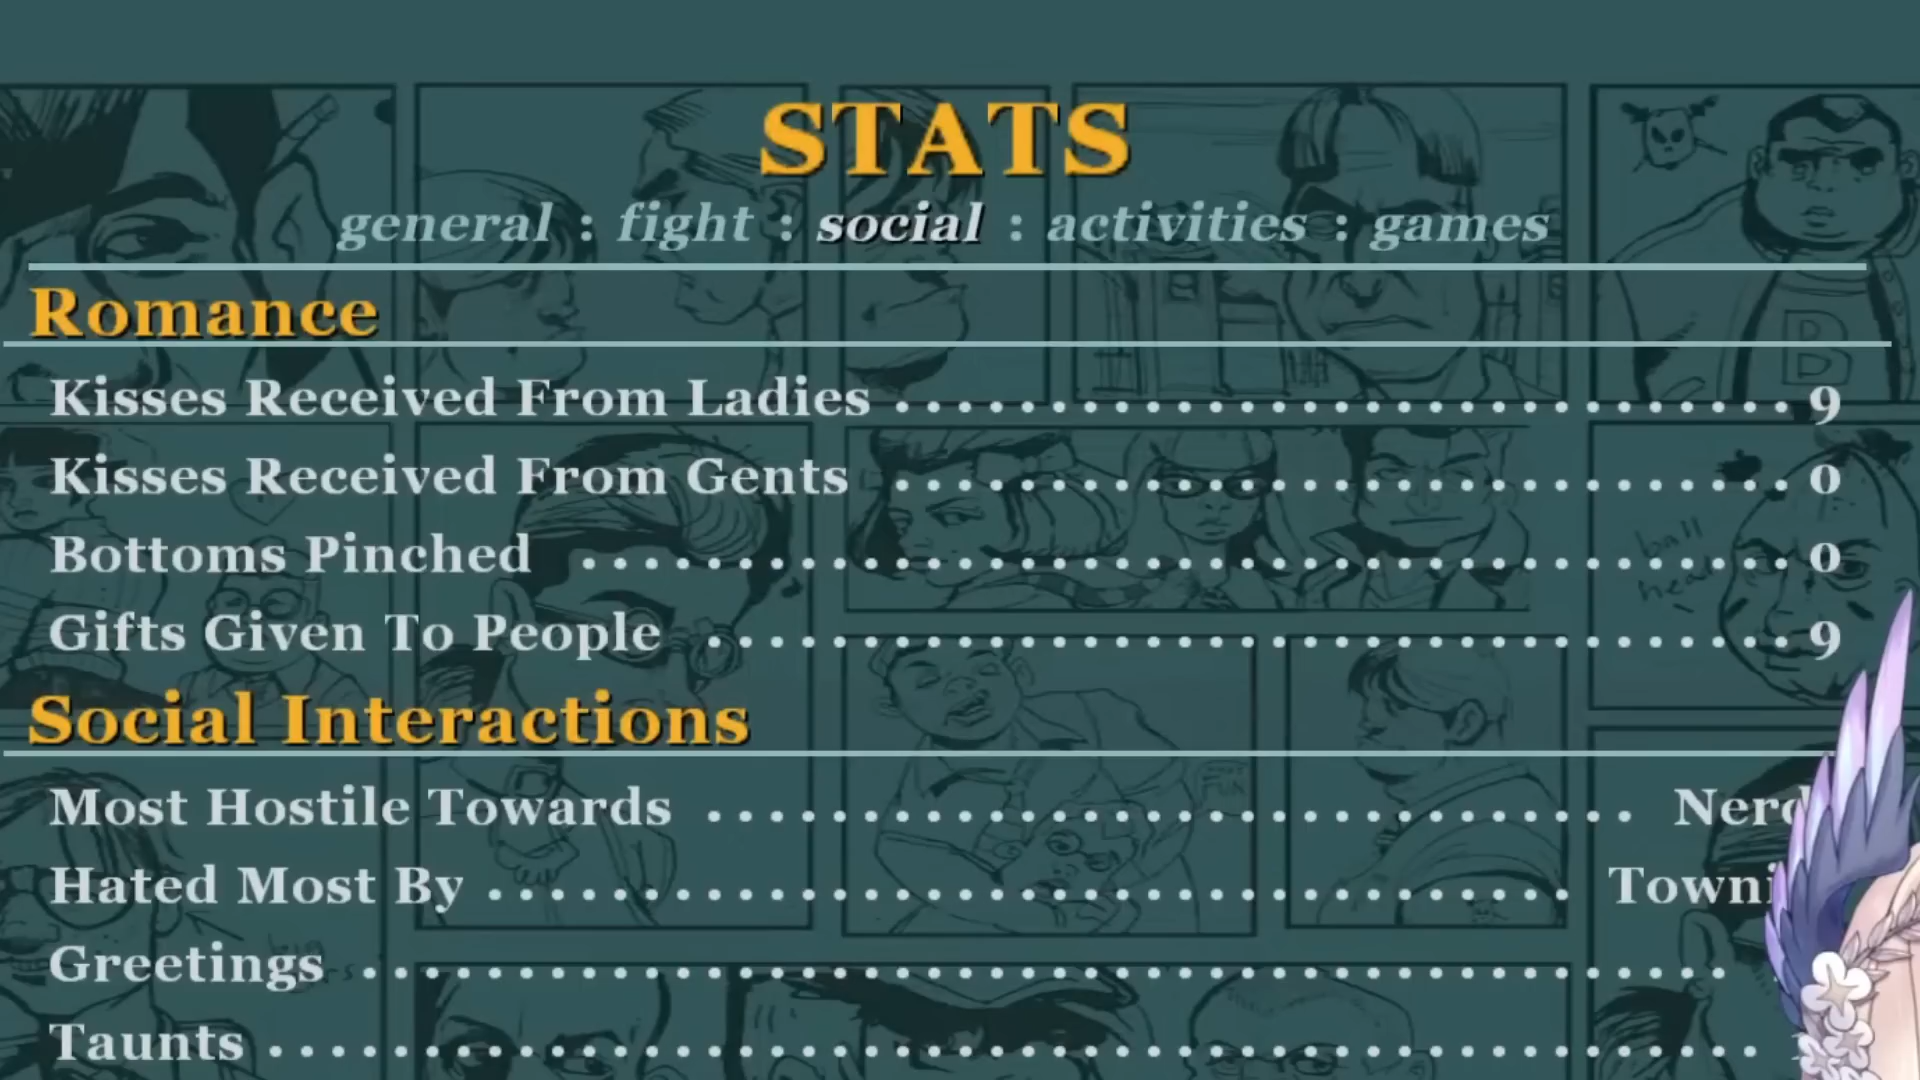 STATS
general : fight : social : activities : games
Romance
Kisses Received From Ladies 9
Kisses Received From Gents 0
Bottoms Pinched 0
Gifts Given To People 9
Social Interactions
Most Hostile Towards
Hated Most By
Greetings
Taunts
B
ball